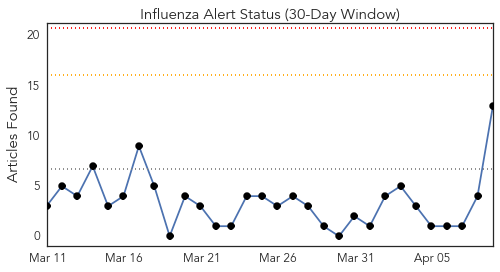 Influenza Alert Status (30-Day Window)
Articles Found
20
15
10
5
0
Mar 11
Mar 16
Mar 21
Mar 26
Mar 31
Apr 05